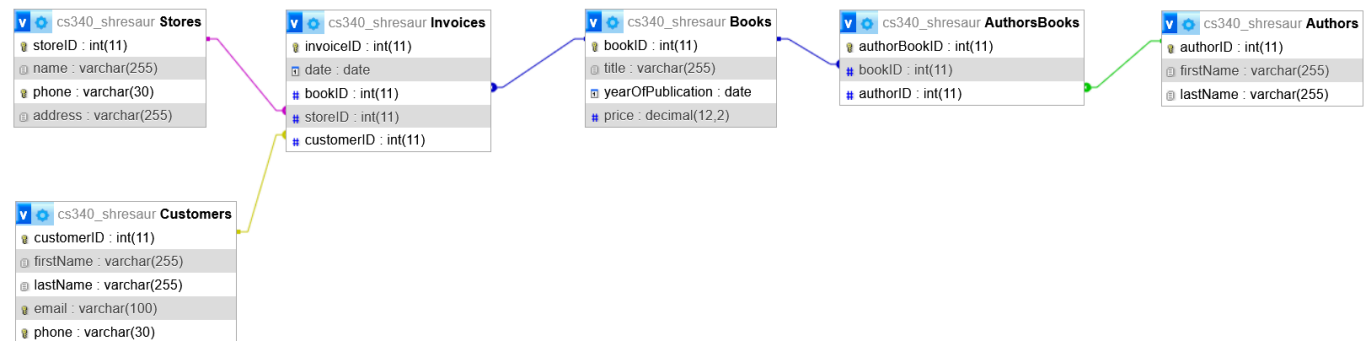 v cs340_shresaur Stores
storeID : int(11)
name : varchar(255)
phone : varchar(30)
address : varchar(255)
v cs340_shresaur Invoices
invoiceID : int(11)
date : date
# bookID : int(11)
# storeID : int(11)
# customerID : int(11)
v cs340_shresaur Books
bookID : int(11)
title : varchar(255)
yearOfPublication : date
# price : decimal(12,2)
v cs340_shresaur AuthorsBooks
authorBookID : int(11)
# bookID : int(11)
# authorID : int(11)
v cs340_shresaur Authors
authorID : int(11)
firstName : varchar(255)
lastName : varchar(255)
v cs340_shresaur Customers
customerID : int(11)
firstName : varchar(255)
lastName : varchar(255)
email : varchar(100)
phone : varchar(30)